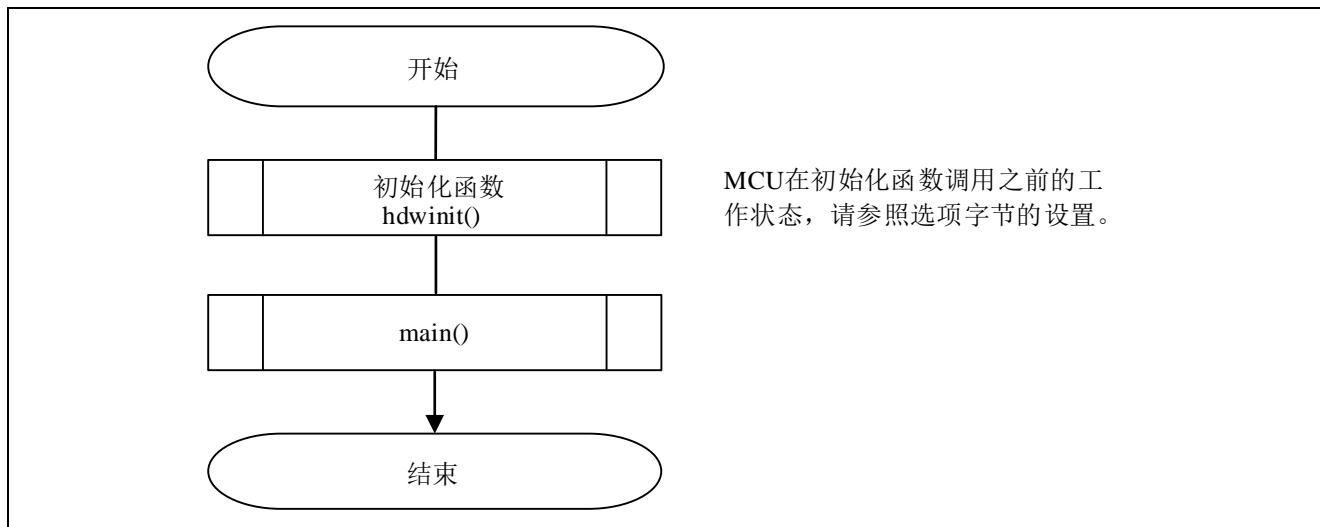 开始
初始化函数
hdwinit()
MCU在初始化函数调用之前的工
作状态，请参照选项字节的设置。
main()
结束